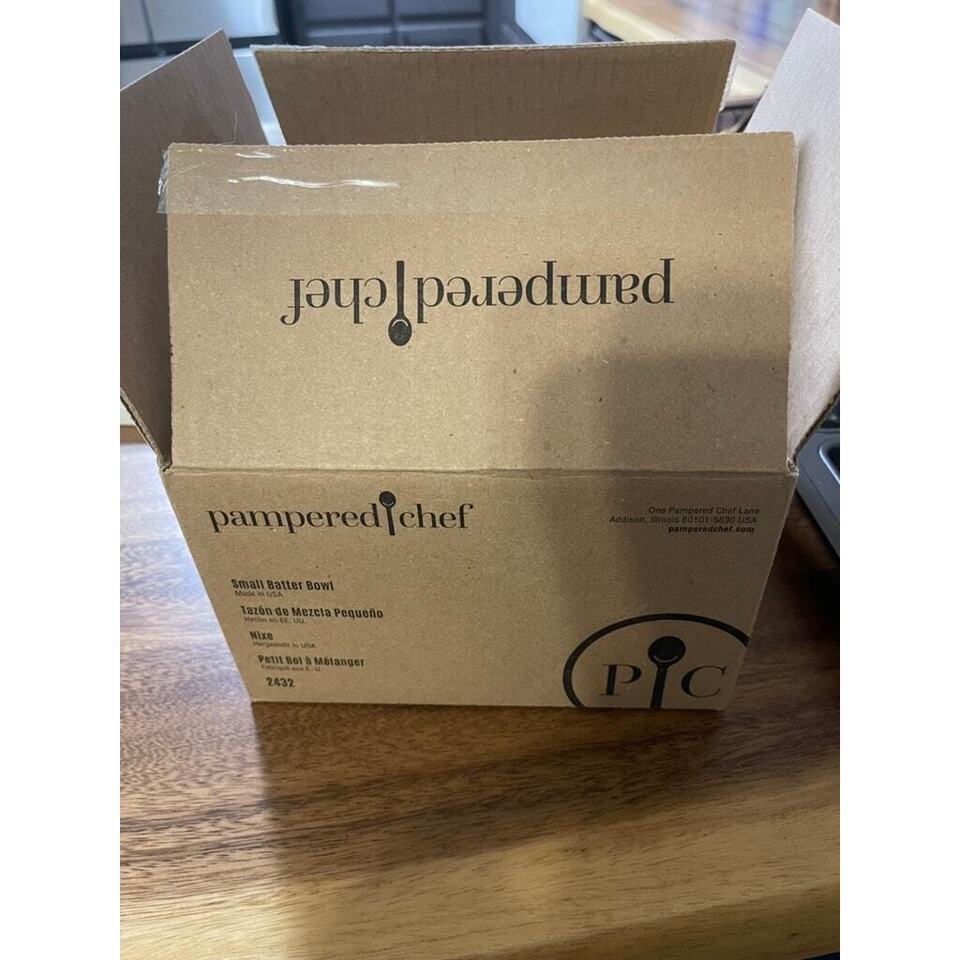 pampered chef
pampered chef
One Pampered Chef Lane
Addison, Illinois 60101-5630 USA
pamperedchef.com
Small Batter Bowl
Made in USA
Tazón de Mezcla Pequeño
Hecho en EE. UU.
Nixe
Hergestellt in USA
Petit Bol à Mélanger
Fabriqué aux É.-U.
2432
P C